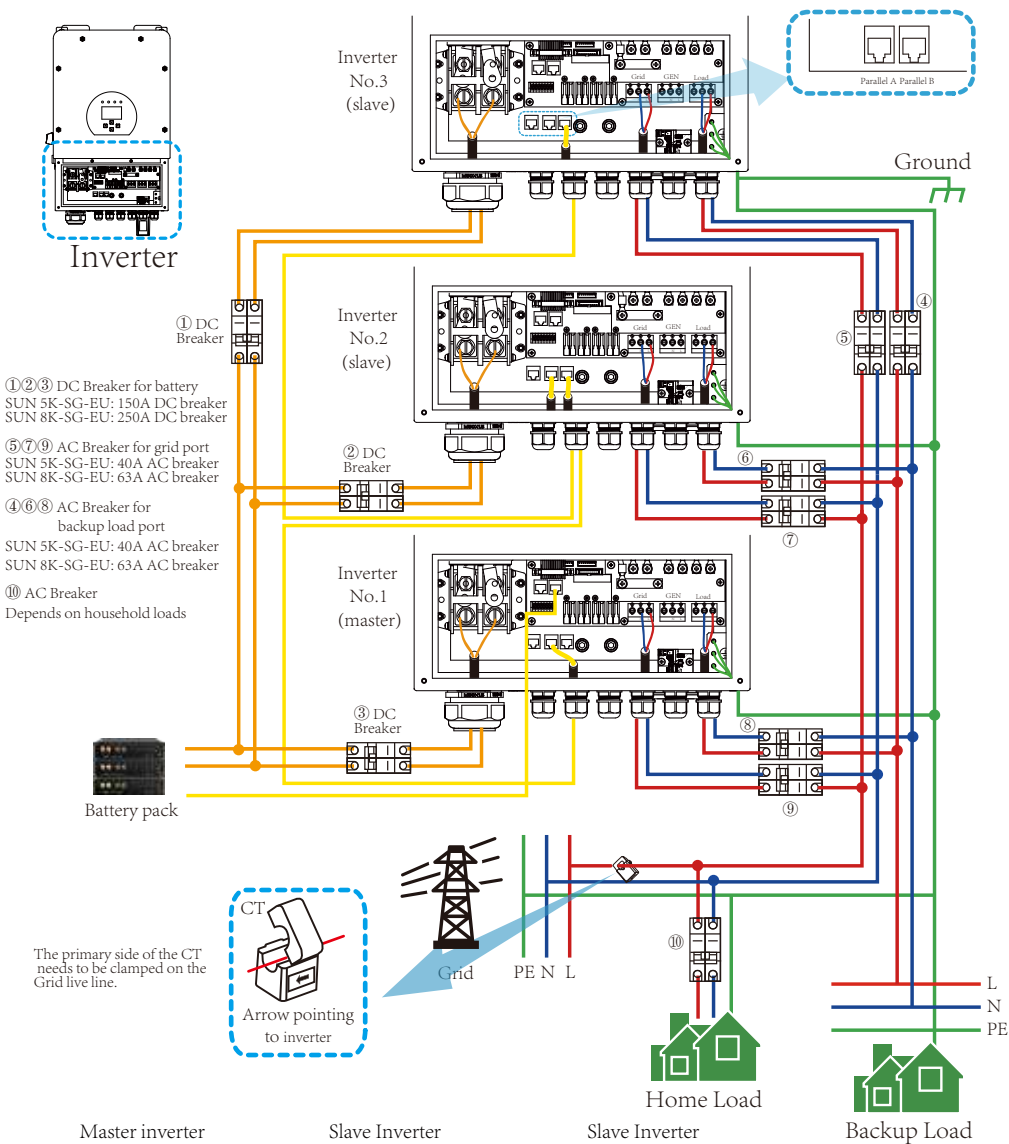 Inverter
No.3
(slave)
Grid
GEN
Load
Parallel A Parallel B
Ground
Inverter
① DC
Breaker
Inverter
No.2
(slave)
Grid
GEN
Load
④
⑤
①②③ DC Breaker for battery
SUN 5K-SG-EU: 150A DC breaker
SUN 8K-SG-EU: 250A DC breaker
⑤⑦⑨ AC Breaker for grid port
SUN 5K-SG-EU: 40A AC breaker
SUN 8K-SG-EU: 63A AC breaker
④⑥⑧ AC Breaker for
backup load port
SUN 5K-SG-EU: 40A AC breaker
SUN 8K-SG-EU: 63A AC breaker
⑩ AC Breaker
Depends on household loads
② DC
Breaker
⑥
⑦
Inverter
No.1
(master)
Grid
GEN
Load
③ DC
Breaker
⑧
⑨
Battery pack
CT
The primary side of the CT
needs to be clamped on the
Grid live line.
Arrow pointing
to inverter
Grid
PE N L
⑩
L
N
PE
Home Load
Backup Load
Master inverter
Slave Inverter
Slave Inverter